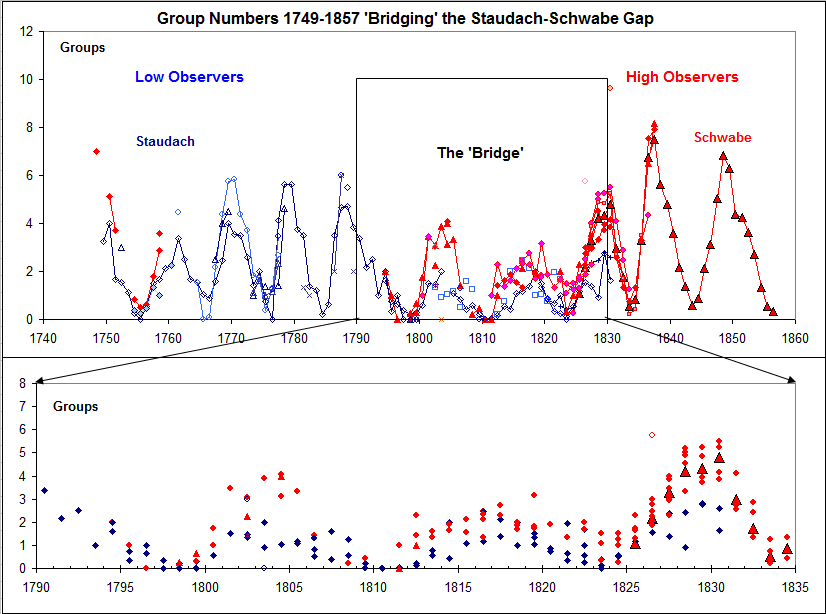 Group Numbers 1749-1857 'Bridging' the Staudach-Schwabe Gap
12
Groups
10
Low Observers
High Observers
8
Staudach
The 'Bridge'
Schwabe
6
4
2
0
1740 1750 1760 1770 1780 1790 1800 1810 1820 1830 1840 1850 1860
8
7
Groups
6
5
4
3
2
1
0
1790 1795 1800 1805 1810 1815 1820 1825 1830 1835